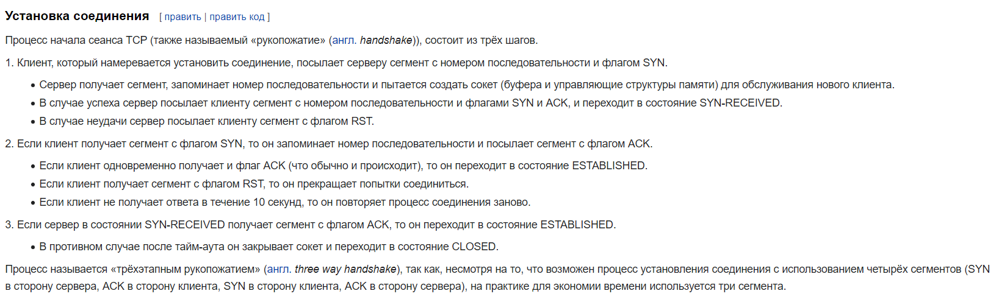 Установка соединения [ править | править код ]
Процесс начала сеанса TCP (также называемый «рукопожатие» (англ. handshake)), состоит из трёх шагов.
1. Клиент, который намеревается установить соединение, посылает серверу сегмент с номером последовательности и флагом SYN.
• Сервер получает сегмент, запоминает номер последовательности и пытается создать сокет (буфера и управляющие структуры памяти) для обслуживания нового клиента.
• В случае успеха сервер посылает клиенту сегмент с номером последовательности и флагами SYN и ACK, и переходит в состояние SYN-RECEIVED.
• В случае неудачи сервер посылает клиенту сегмент с флагом RST.
2. Если клиент получает сегмент с флагом SYN, то он запоминает номер последовательности и посылает сегмент с флагом ACK.
• Если клиент одновременно получает и флаг ACK (что обычно и происходит), то он переходит в состояние ESTABLISHED.
• Если клиент получает сегмент с флагом RST, то он прекращает попытки соединиться.
• Если клиент не получает ответа в течение 10 секунд, то он повторяет процесс соединения заново.
3. Если сервер в состоянии SYN-RECEIVED получает сегмент с флагом ACK, то он переходит в состояние ESTABLISHED.
• В противном случае после тайм-аута он закрывает сокет и переходит в состояние CLOSED.
Процесс называется «трёхэтапным рукопожатием» (англ. three way handshake), так как, несмотря на то, что возможен процесс установления соединения с использованием четырёх сегментов (SYN
в сторону сервера, ACK в сторону клиента, SYN в сторону клиента, ACK в сторону сервера), на практике для экономии времени используется три сегмента.